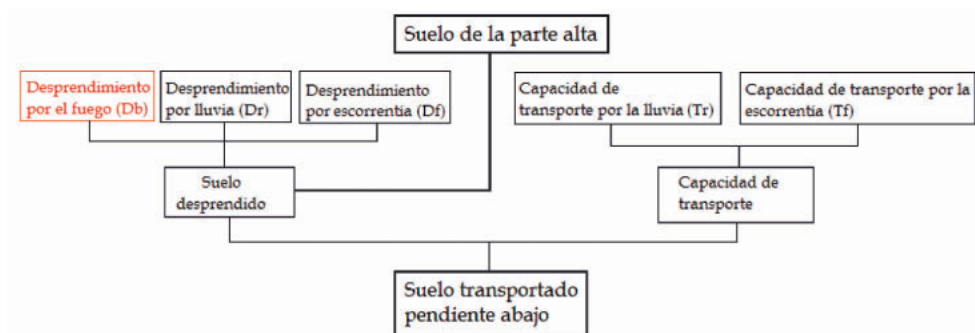 Suelo de la parte alta
Desprendimiento
por el fuego (Db)
Desprendimiento
por lluvia (Dr)
Desprendimiento
por escorrentía (Df)
Capacidad de
transporte por la lluvia (Tr)
Capacidad de transporte por la
escorrentía (Tf)
Suelo
desprendido
Capacidad de
transporte
Suelo transportado
pendiente abajo